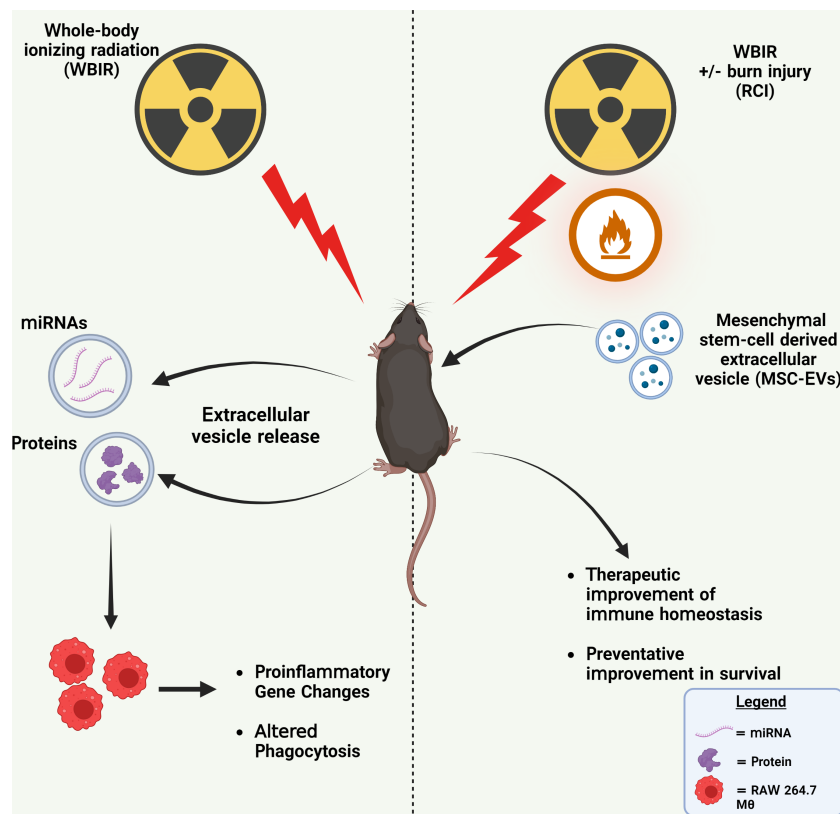 Whole-body
ionizing radiation
(WBIR)
WBIR
+/- burn injury
(RCI)
miRNAs
Proteins
Extracellular
vesicle release
Mesenchymal
stem-cell derived
extracellular
vesicle (MSC-EVs)
• Proinflammatory
Gene Changes
• Altered
Phagocytosis
• Therapeutic
improvement of
immune homeostasis
• Preventative
improvement in survival
Legend
= miRNA
= Protein
= RAW 264.7
Mθ